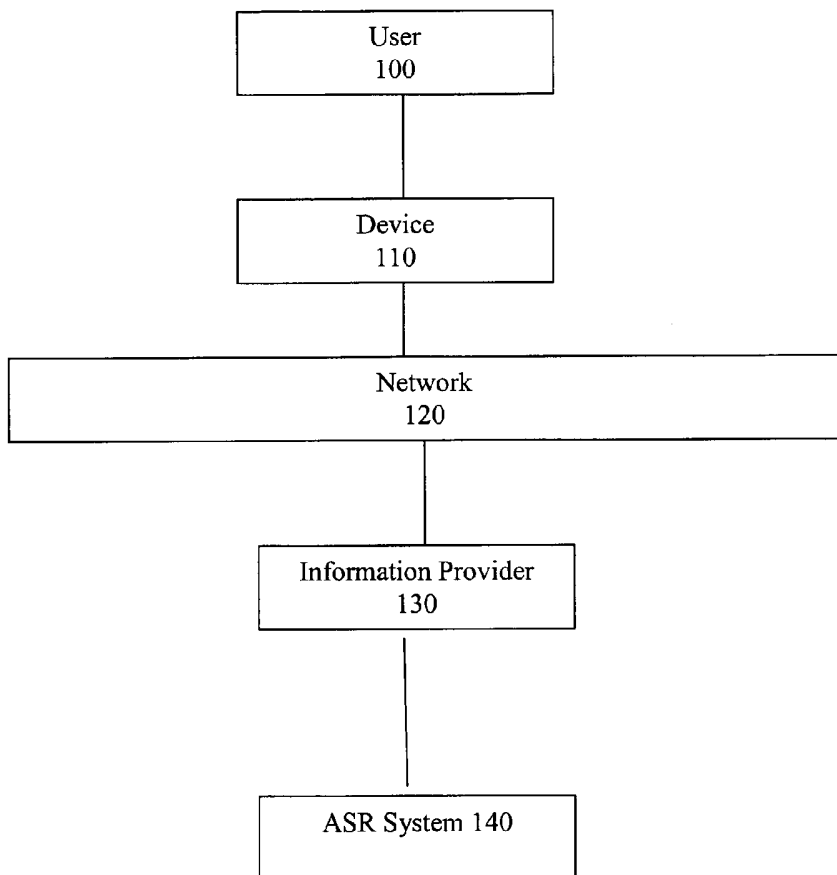 User
100
Device
110
Network
120
Information Provider
130
ASR System 140